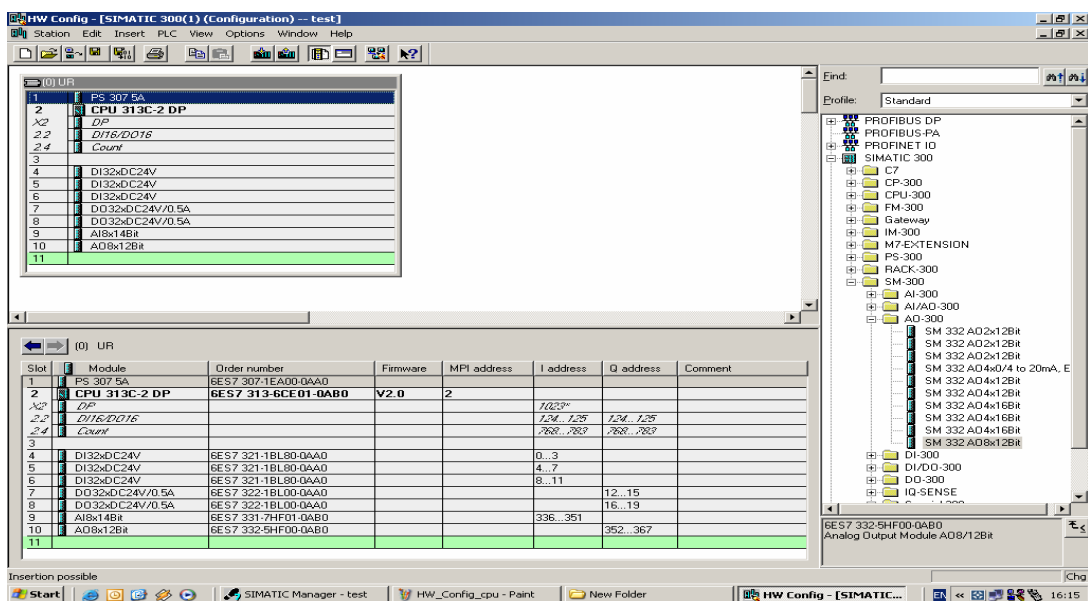 HW Config - [SIMATIC 300(1) (Configuration) -- test]
Station Edit Insert PLC View Options Window Help
(0) UR
1 PS 307 5A
2 CPU 313C-2 DP
X2 DP
2.2 DI16/DO16
2.4 Count
3
4 DI32xDC24V
5 DI32xDC24V
6 DI32xDC24V
7 DO32xDC24V/0.5A
8 DO32xDC24V/0.5A
9 AI8x14Bit
10 AO8x12Bit
11
Find:
Profile: Standard
PROFIBUS DP
PROFIBUS-PA
PROFINET IO
SIMATIC 300
C7
CP-300
CPU-300
FM-300
Gateway
IM-300
M7-EXTENSION
PS-300
RACK-300
SM-300
AI-300
AI/AO-300
AO-300
SM 332 AO2x12Bit
SM 332 AO2x12Bit
SM 332 AO4x0/4 to 20mA, E
SM 332 AO4x12Bit
SM 332 AO4x12Bit
SM 332 AO4x16Bit
SM 332 AO4x16Bit
SM 332 AO4x16Bit
SM 332 AO8x12Bit
DI-300
DI/DO-300
DO-300
IQ-SENSE
6ES7 332-5HF00-0AB0
Analog Output Module AO8/12Bit
(0) UR
Slot Module Order number Firmware MPI address I address Q address Comment
1 PS 307 5A 6ES7 307-1EA00-0AA0
2 CPU 313C-2 DP 6ES7 313-6CE01-0AB0 V2.0 2
X2 DP 1023*
2.2 DI16/DO16 124...125 124...125
2.4 Count 768...783 768...783
3
4 DI32xDC24V 6ES7 321-1BL80-0AA0 0...3
5 DI32xDC24V 6ES7 321-1BL80-0AA0 4...7
6 DI32xDC24V 6ES7 321-1BL80-0AA0 8...11
7 DO32xDC24V/0.5A 6ES7 322-1BL00-0AA0 12...15
8 DO32xDC24V/0.5A 6ES7 322-1BL00-0AA0 16...19
9 AI8x14Bit 6ES7 331-7HF01-0AB0 336...351
10 AO8x12Bit 6ES7 332-5HF00-0AB0 352...367
11
Insertion possible Chg
Start SIMATIC Manager - test HW_Config_cpu - Paint New Folder HW Config - [SIMATIC... EN 16:15